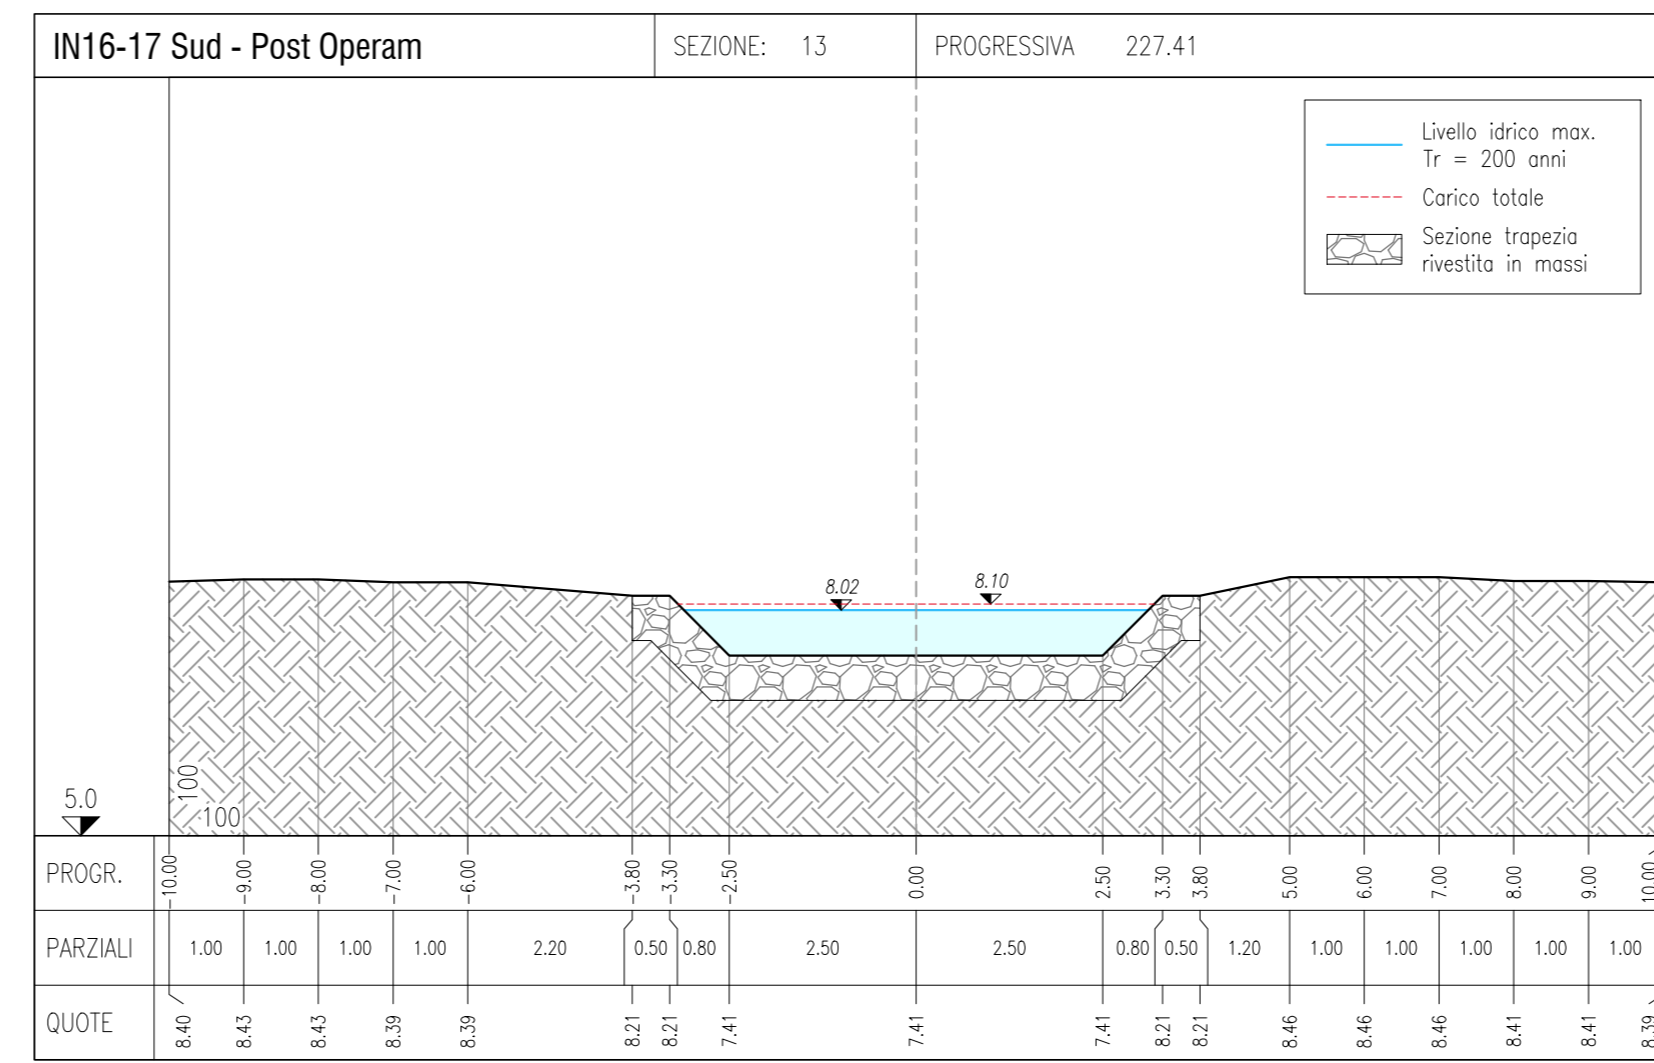 IN16-17 Sud - Post Operam
SEZIONE: 13
PROGRESSIVA 227.41
Livello idrico max.
Tr = 200 anni
Carico totale
Sezione trapezia
rivestita in massi
8.02
8.10
5.0
100
100
PROGR. -10.00 -9.00 -8.00 -7.00 -6.00 -3.80 -3.30 -2.50 0.00 2.50 3.30 3.80 5.00 6.00 7.00 8.00 9.00 10.00
PARZIALI 1.00 1.00 1.00 1.00 2.20 0.50 0.80 2.50 2.50 0.80 0.50 1.20 1.00 1.00 1.00 1.00 1.00
QUOTE 8.40 8.43 8.43 8.39 8.39 8.21 8.21 7.41 7.41 7.41 8.21 8.21 8.46 8.46 8.46 8.41 8.41 8.39